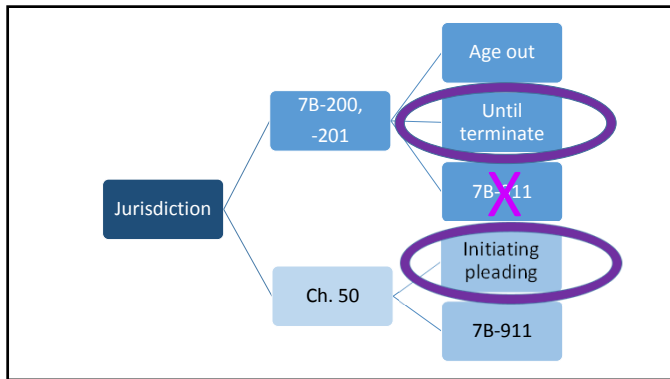 Age out
7B-200,
-201
Until
terminate
X
Jurisdiction
Initiating
pleading
Ch. 50
7B-911